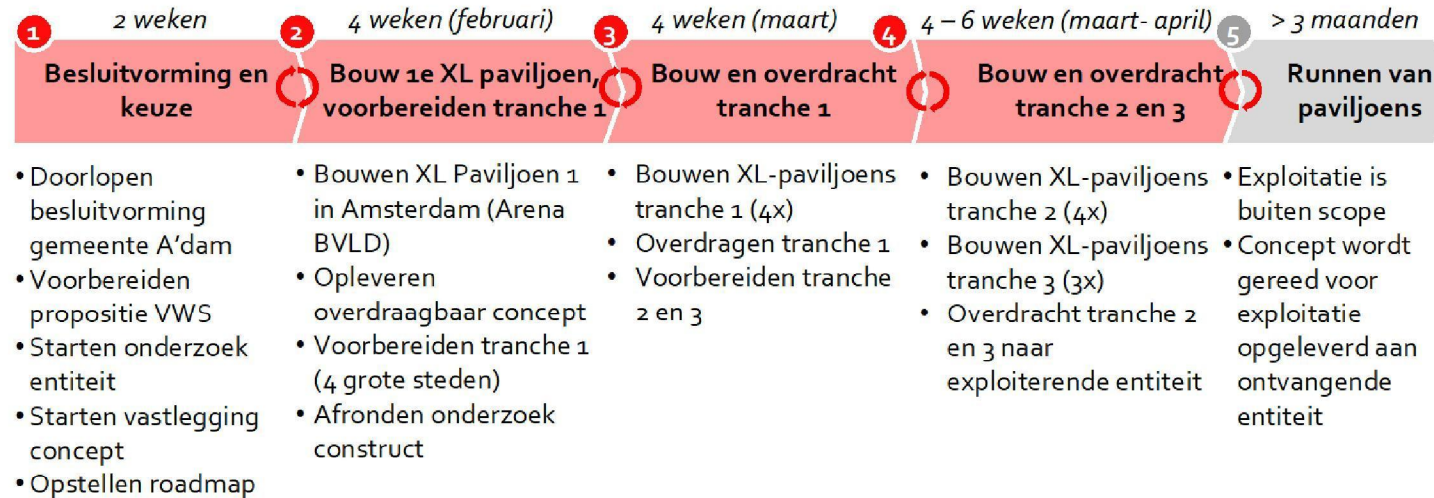 1
2 weken
Besluitvorming en
keuze
• Doorlopen
besluitvorming
gemeente A'dam
• Voorbereiden
propositie VWS
• Starten onderzoek
entiteit
• Starten vastlegging
concept
• Opstellen roadmap
2
4 weken (februari)
Bouw 1e XL paviljoen,
voorbereiden tranche 1
• Bouwen XL Paviljoen 1
in Amsterdam (Arena
BVLD)
• Opleveren
overdraagbaar concept
• Voorbereiden tranche 1
(4 grote steden)
• Afronden onderzoek
construct
3
4 weken (maart)
Bouw en overdracht
tranche 1
• Bouwen XL-paviljoens
tranche 1 (4x)
• Overdragen tranche 1
• Voorbereiden tranche
2 en 3
4
4 – 6 weken (maart- april)
Bouw en overdracht
tranche 2 en 3
• Bouwen XL-paviljoens
tranche 2 (4x)
• Bouwen XL-paviljoens
tranche 3 (3x)
• Overdracht tranche 2
en 3 naar
exploiterende entiteit
5
> 3 maanden
Runnen van
paviljoens
• Exploitatie is
buiten scope
• Concept wordt
gereed voor
exploitatie
opgeleverd aan
ontvangende
entiteit